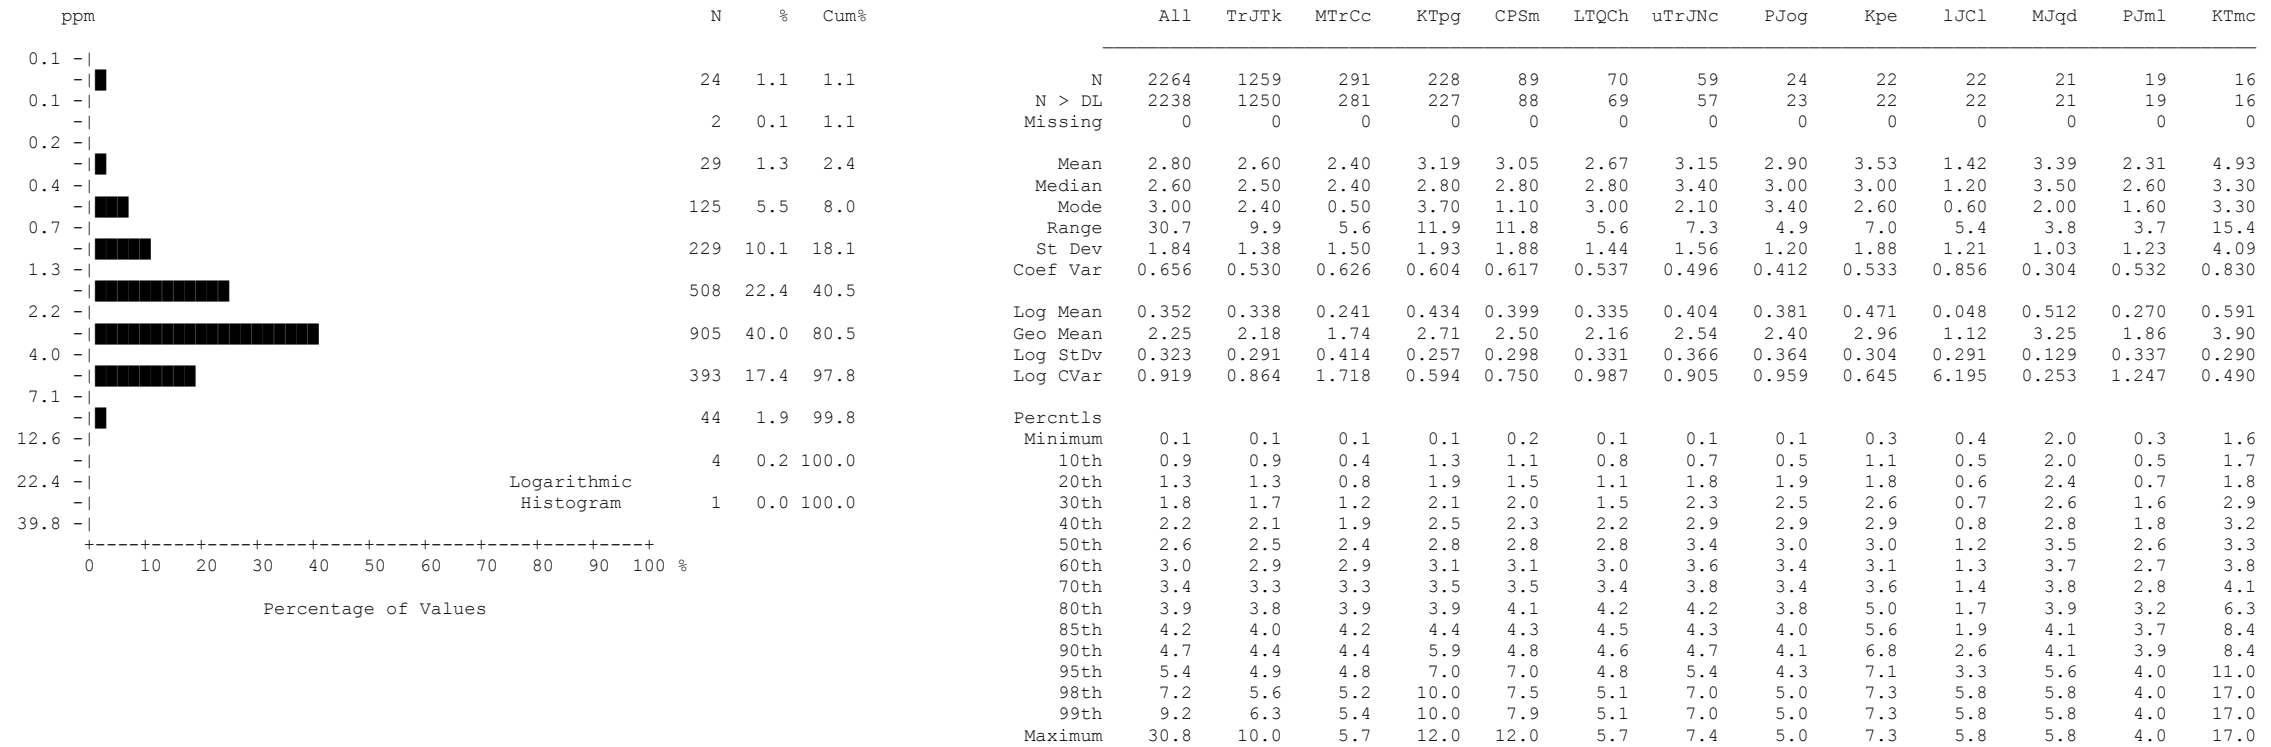 ppm N % Cum% All TrJTk MTrCc KTpg CPSm LTQCh uTrJNc PJog Kpe lJCl MJqd PJml KTmc
0.1 -|
-| 24 1.1 1.1 N 2264 1259 291 228 89 70 59 24 22 22 21 19 16
0.1 -| N > DL 2238 1250 281 227 88 69 57 23 22 22 21 19 16
-| 2 0.1 1.1 Missing 0 0 0 0 0 0 0 0 0 0 0 0 0
0.2 -|
-| 29 1.3 2.4 Mean 2.80 2.60 2.40 3.19 3.05 2.67 3.15 2.90 3.53 1.42 3.39 2.31 4.93
0.4 -| Median 2.60 2.50 2.40 2.80 2.80 2.80 3.40 3.00 3.00 1.20 3.50 2.60 3.30
-| 125 5.5 8.0 Mode 3.00 2.40 0.50 3.70 1.10 3.00 2.10 3.40 2.60 0.60 2.00 1.60 3.30
0.7 -| Range 30.7 9.9 5.6 11.9 11.8 5.6 7.3 4.9 7.0 5.4 3.8 3.7 15.4
-| 229 10.1 18.1 St Dev 1.84 1.38 1.50 1.93 1.88 1.44 1.56 1.20 1.88 1.21 1.03 1.23 4.09
1.3 -| Coef Var 0.656 0.530 0.626 0.604 0.617 0.537 0.496 0.412 0.533 0.856 0.304 0.532 0.830
-| 508 22.4 40.5
2.2 -| Log Mean 0.352 0.338 0.241 0.434 0.399 0.335 0.404 0.381 0.471 0.048 0.512 0.270 0.591
-| 905 40.0 80.5 Geo Mean 2.25 2.18 1.74 2.71 2.50 2.16 2.54 2.40 2.96 1.12 3.25 1.86 3.90
4.0 -| Log StDv 0.323 0.291 0.414 0.257 0.298 0.331 0.366 0.364 0.304 0.291 0.129 0.337 0.290
-| 393 17.4 97.8 Log CVar 0.919 0.864 1.718 0.594 0.750 0.987 0.905 0.959 0.645 6.195 0.253 1.247 0.490
7.1 -|
-| 44 1.9 99.8 Percntls
12.6 -| Minimum 0.1 0.1 0.1 0.1 0.2 0.1 0.1 0.1 0.3 0.4 2.0 0.3 1.6
-| 4 0.2 100.0 10th 0.9 0.9 0.4 1.3 1.1 0.8 0.7 0.5 1.1 0.5 2.0 0.5 1.7
22.4 -| Logarithmic 20th 1.3 1.3 0.8 1.9 1.5 1.1 1.8 1.9 1.8 0.6 2.4 0.7 1.8
-| Histogram 1 0.0 100.0 30th 1.8 1.7 1.2 2.1 2.0 1.5 2.3 2.5 2.6 0.7 2.6 1.6 2.9
39.8 -| 40th 2.2 2.1 1.9 2.5 2.3 2.2 2.9 2.9 2.9 0.8 2.8 1.8 3.2
+----+----+----+----+----+----+----+----+----+----+ 50th 2.6 2.5 2.4 2.8 2.8 2.8 3.4 3.0 3.0 1.2 3.5 2.6 3.3
0 10 20 30 40 50 60 70 80 90 100 % 60th 3.0 2.9 2.9 3.1 3.1 3.0 3.6 3.4 3.1 1.3 3.7 2.7 3.8
70th 3.4 3.3 3.3 3.5 3.5 3.4 3.8 3.4 3.6 1.4 3.8 2.8 4.1
Percentage of Values 80th 3.9 3.8 3.9 3.9 4.1 4.2 4.2 3.8 5.0 1.7 3.9 3.2 6.3
85th 4.2 4.0 4.2 4.4 4.3 4.5 4.3 4.0 5.6 1.9 4.1 3.7 8.4
90th 4.7 4.4 4.4 5.9 4.8 4.6 4.7 4.1 6.8 2.6 4.1 3.9 8.4
95th 5.4 4.9 4.8 7.0 7.0 4.8 5.4 4.3 7.1 3.3 5.6 4.0 11.0
98th 7.2 5.6 5.2 10.0 7.5 5.1 7.0 5.0 7.3 5.8 5.8 4.0 17.0
99th 9.2 6.3 5.4 10.0 7.9 5.1 7.0 5.0 7.3 5.8 5.8 4.0 17.0
Maximum 30.8 10.0 5.7 12.0 12.0 5.7 7.4 5.0 7.3 5.8 5.8 4.0 17.0